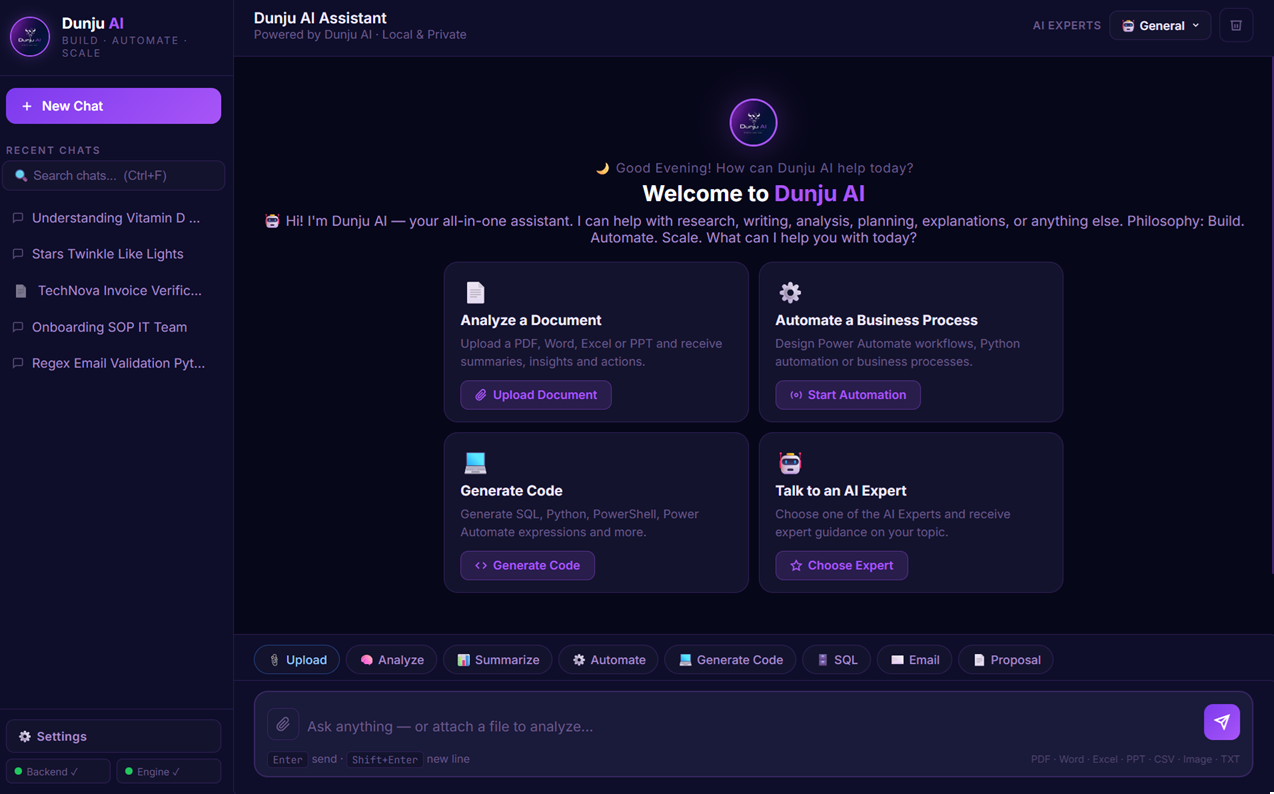 Dunju AI
BUILD · AUTOMATE ·
SCALE
+ New Chat
RECENT CHATS
Search chats... (Ctrl+F)
Understanding Vitamin D ...
Stars Twinkle Like Lights
TechNova Invoice Verific...
Onboarding SOP IT Team
Regex Email Validation Pyt...
Settings
Backend ✓
Engine ✓
Dunju AI Assistant
Powered by Dunju AI · Local & Private
AI EXPERTS
General
Dunju AI
Good Evening! How can Dunju AI help today?
Welcome to Dunju AI
Hi! I'm Dunju AI — your all-in-one assistant. I can help with research, writing, analysis, planning, explanations, or anything else. Philosophy: Build.
Automate. Scale. What can I help you with today?
Analyze a Document
Upload a PDF, Word, Excel or PPT and receive
summaries, insights and actions.
Upload Document
Automate a Business Process
Design Power Automate workflows, Python
automation or business processes.
Start Automation
Generate Code
Generate SQL, Python, PowerShell, Power
Automate expressions and more.
Generate Code
Talk to an AI Expert
Choose one of the AI Experts and receive
expert guidance on your topic.
Choose Expert
Upload
Analyze
Summarize
Automate
Generate Code
SQL
Email
Proposal
Ask anything — or attach a file to analyze...
Enter send · Shift+Enter new line
PDF · Word · Excel · PPT · CSV · Image · TXT